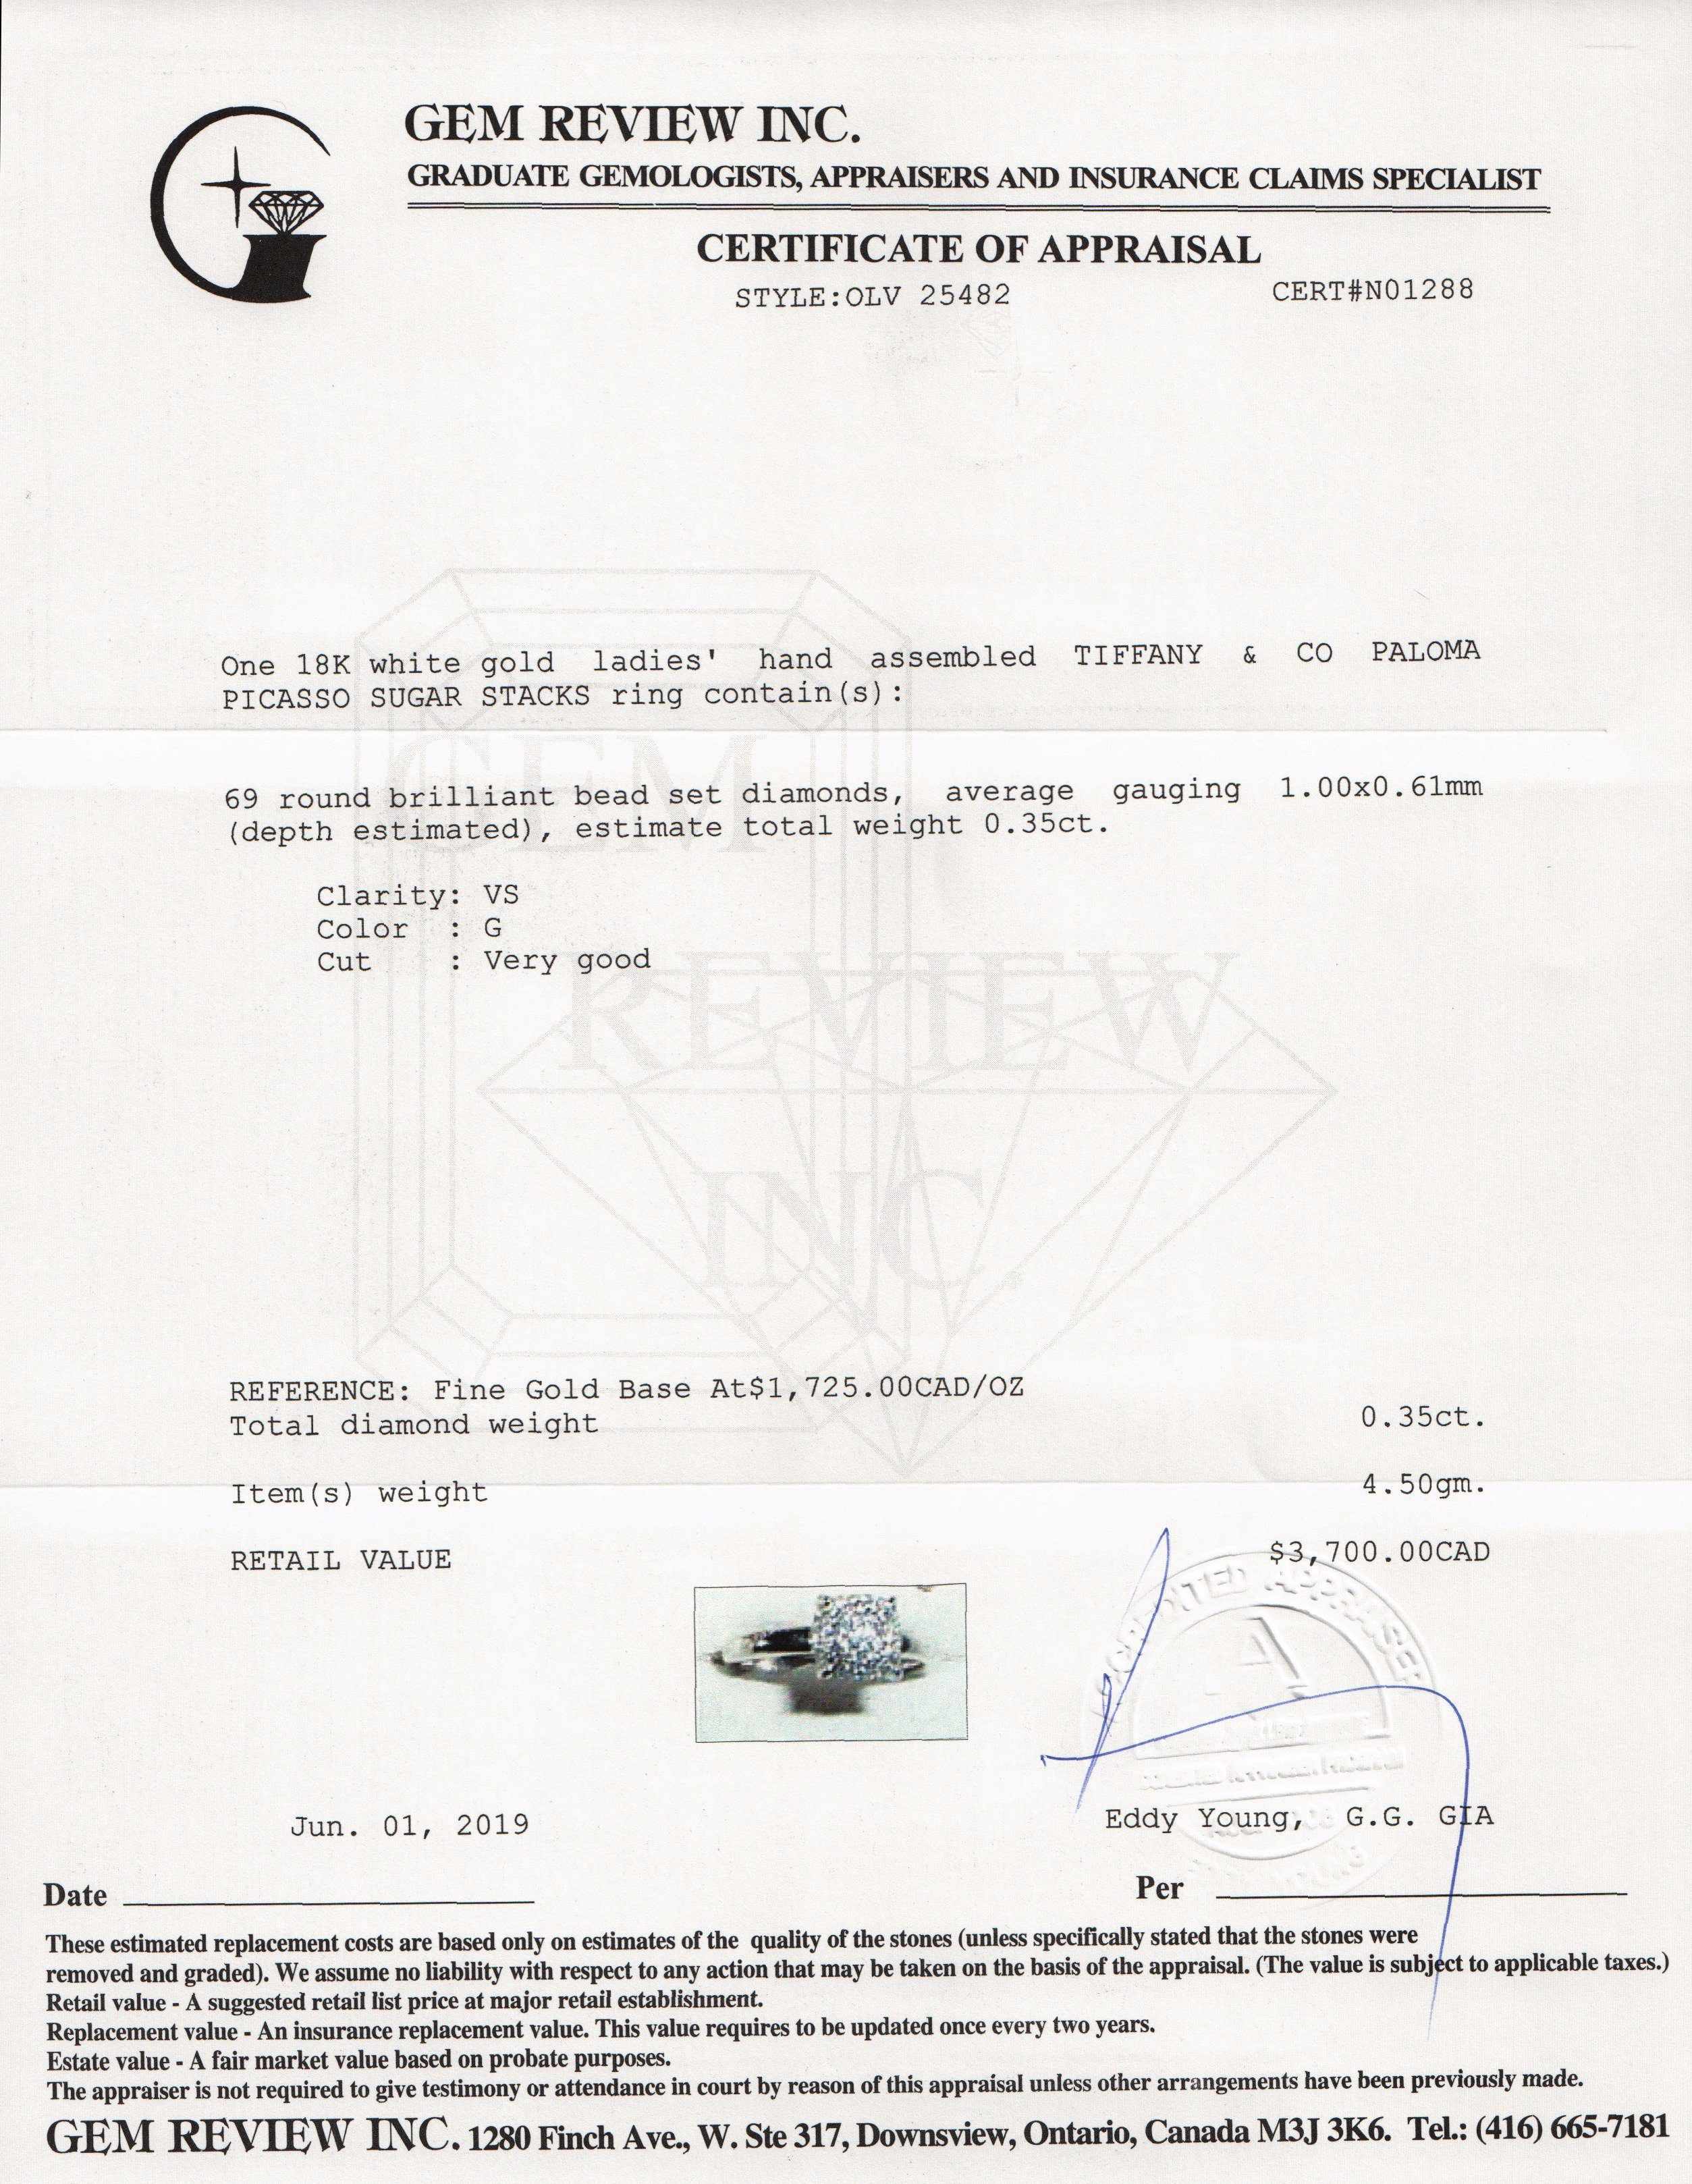 GEM REVIEW INC.
GRADUATE GEMOLOGISTS, APPRAISERS AND INSURANCE CLAIMS SPECIALIST
CERTIFICATE OF APPRAISAL
STYLE:OLV 25482
CERT#N01288
One 18K white gold ladies' hand assembled TIFFANY & CO PALOMA
PICASSO SUGAR STACKS ring contain(s):
GEM
69 round brilliant bead set diamonds, average gauging 1.00x0.61mm
(depth estimated), estimate total weight 0.35ct.
Clarity: VS
Color : G
Cut : Very good
REVIEW
INC.
REFERENCE: Fine Gold Base At$1,725.00CAD/OZ
Total diamond weight 0.35ct.
Item(s) weight 4.50gm.
RETAIL VALUE $3,700.00CAD
Jun. 01, 2019
Eddy Young, G.G. GIA
Date
Per
These estimated replacement costs are based only on estimates of the quality of the stones (unless specifically stated that the stones were
removed and graded). We assume no liability with respect to any action that may be taken on the basis of the appraisal. (The value is subject to applicable taxes.)
Retail value - A suggested retail list price at major retail establishment.
Replacement value - An insurance replacement value. This value requires to be updated once every two years.
Estate value - A fair market value based on probate purposes.
The appraiser is not required to give testimony or attendance in court by reason of this appraisal unless other arrangements have been previously made.
GEM REVIEW INC. 1280 Finch Ave., W. Ste 317, Downsview, Ontario, Canada M3J 3K6. Tel.: (416) 665-7181